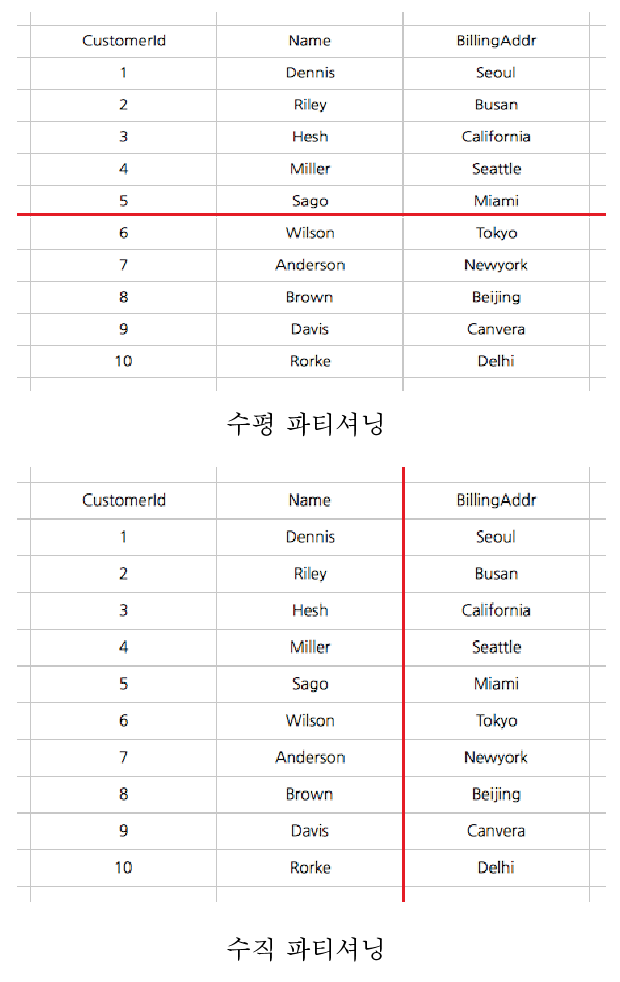 CustomerId Name BillingAddr
1 Dennis Seoul
2 Riley Busan
3 Hesh California
4 Miller Seattle
5 Sago Miami
6 Wilson Tokyo
7 Anderson Newyork
8 Brown Beijing
9 Davis Canvera
10 Rorke Delhi
수평 파티셔닝
CustomerId Name BillingAddr
1 Dennis Seoul
2 Riley Busan
3 Hesh California
4 Miller Seattle
5 Sago Miami
6 Wilson Tokyo
7 Anderson Newyork
8 Brown Beijing
9 Davis Canvera
10 Rorke Delhi
수직 파티셔닝